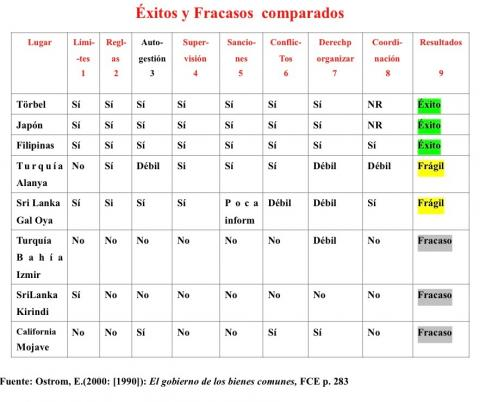 Éxitos y Fracasos comparados
Lugar Lími- Regl- Auto- Super- Sancio- Conflic- Derechp Coordi- Resultados
-tes as gestión visión nes Tos organizar nación
1 2 3 4 5 6 7 8 9
Törbel Sí Sí Sí Sí Sí Sí Sí NR Éxito
Japón Sí Sí Sí Sí Sí Sí Sí NR Éxito
Filipinas Sí Sí Sí Sí Sí Sí Sí Sí Éxito
Turquía No Sí Débil Si Sí Sí Débil Débil Frágil
Alanya
Sri Lanka Sí Si Sí Sí Poca Débil Débil Sí Frágil
Gal Oya inform
Turquía No No No No No No Débil No Fracaso
Bahía
Izmir
SriLanka Sí No No No No No No No Fracaso
Kirindi
California No No Sí No No Sí Sí No Fracaso
Mojave
Fuente: Ostrom, E.(2000: [1990]): El gobierno de los bienes comunes, FCE p. 283